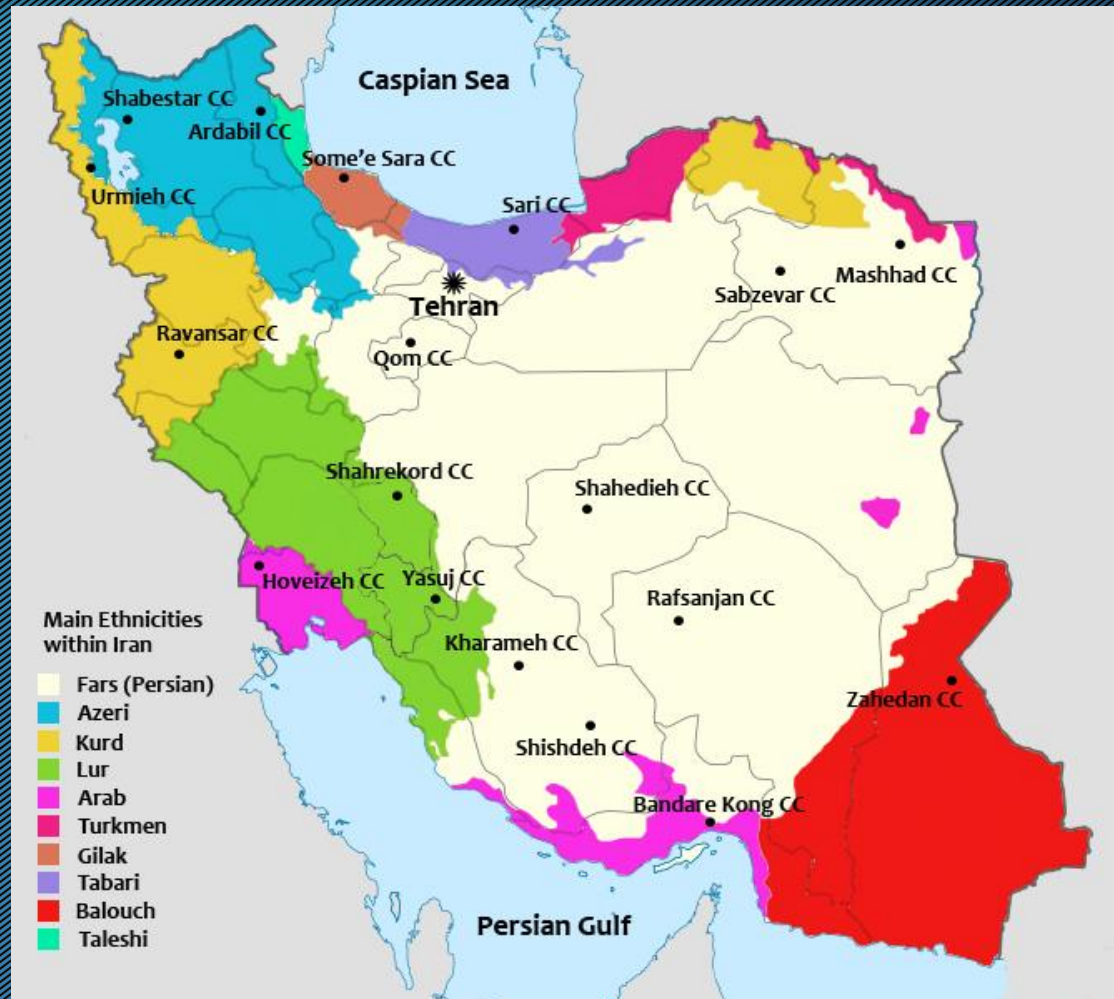 Caspian Sea
Shabestar CC
Ardabil CC
Some'e Sara CC
Urmieh CC
Sari CC
Mashhad CC
Sabzevar CC
Tehran
Ravansar CC
Qom CC
Shahrekord CC
Shahedieh CC
Hoveizeh CC
Yasuj CC
Rafsanjan CC
Kharameh CC
Zahedan CC
Shishdeh CC
Bandare Kong CC
Persian Gulf
Main Ethnicities
within Iran
Fars (Persian)
Azeri
Kurd
Lur
Arab
Turkmen
Gilak
Tabari
Balouch
Taleshi